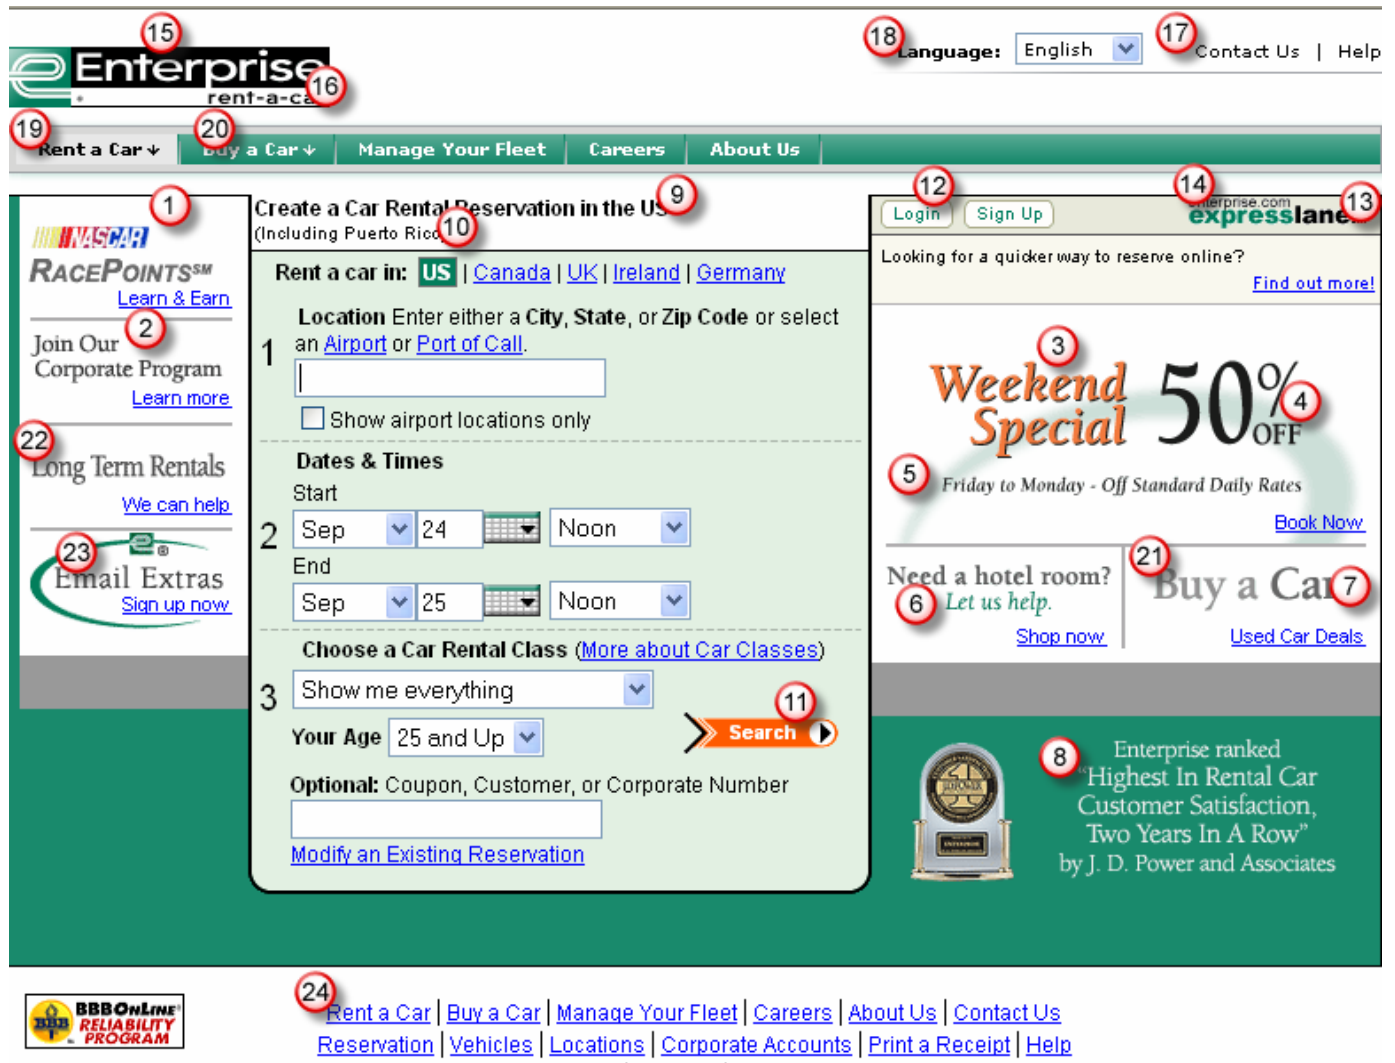 15
18 Language: English 17 Contact Us | Help
Enterprise
16
rent-a-car
19 20
Rent a Car Buy a Car Manage Your Fleet Careers About Us
1
NASCAR
RACEPOINTS℠
Learn & Earn
2
Join Our
Corporate Program
Learn more
22
Long Term Rentals
We can help
23
Email Extras
Sign up now
9
Create a Car Rental Reservation in the US
(Including Puerto Rico)
10
Rent a car in: US | Canada | UK | Ireland | Germany
1 Location Enter either a City, State, or Zip Code or select
an Airport or Port of Call.
Show airport locations only
Dates & Times
Start
2 Sep 24 Noon
End
Sep 25 Noon
Choose a Car Rental Class (More about Car Classes)
3 Show me everything
11
Your Age 25 and Up Search
Optional: Coupon, Customer, or Corporate Number
Modify an Existing Reservation
12 14 13
Login Sign Up enterprise.com
expresslane
Looking for a quicker way to reserve online?
Find out more!
3
Weekend
Special
50% OFF
4
5
Friday to Monday - Off Standard Daily Rates
Book Now
Need a hotel room?
6 Let us help.
Shop now
21
Buy a Car
7
Used Car Deals
8
Enterprise ranked
"Highest In Rental Car
Customer Satisfaction,
Two Years In A Row"
by J. D. Power and Associates
BBBONLINE
RELIABILITY
PROGRAM
BBB
24
Rent a Car | Buy a Car | Manage Your Fleet | Careers | About Us | Contact Us
Reservation | Vehicles | Locations | Corporate Accounts | Print a Receipt | Help